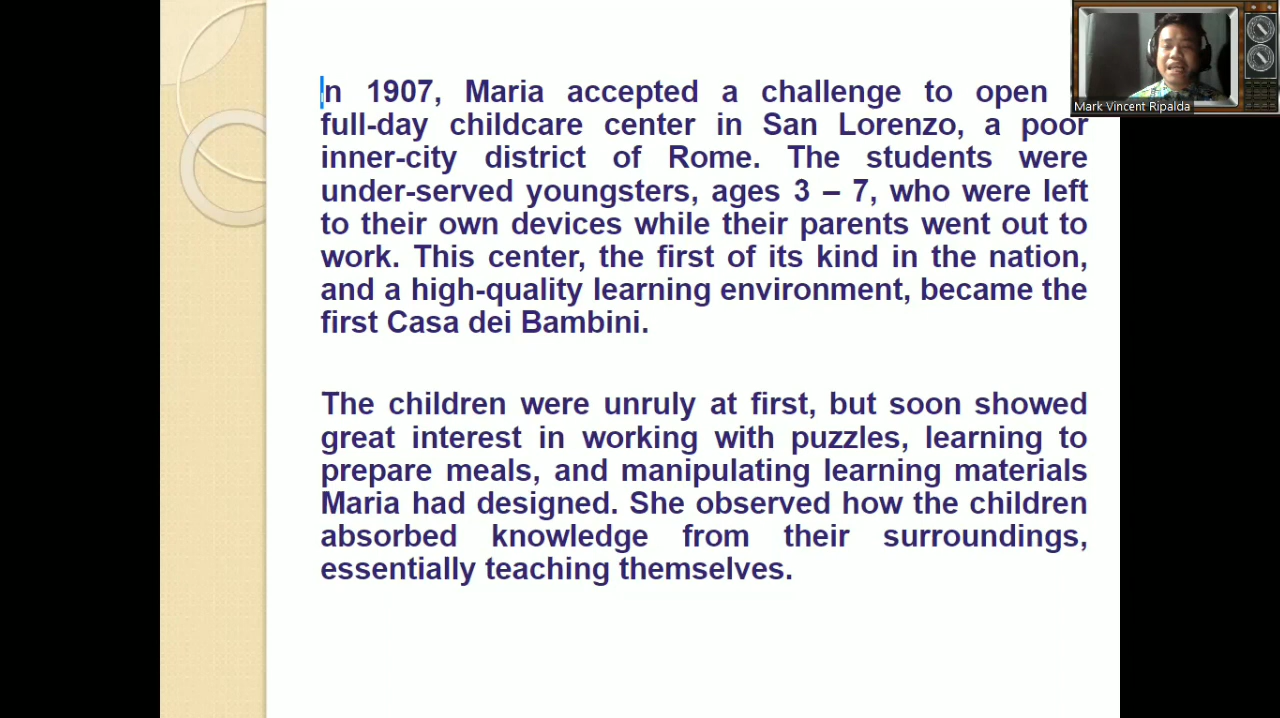 In 1907, Maria accepted a challenge to open
full-day childcare center in San Lorenzo, a poor
inner-city district of Rome. The students were
under-served youngsters, ages 3 – 7, who were left
to their own devices while their parents went out to
work. This center, the first of its kind in the nation,
and a high-quality learning environment, became the
first Casa dei Bambini.
The children were unruly at first, but soon showed
great interest in working with puzzles, learning to
prepare meals, and manipulating learning materials
Maria had designed. She observed how the children
absorbed knowledge from their surroundings,
essentially teaching themselves.
Mark Vincent Ripalda